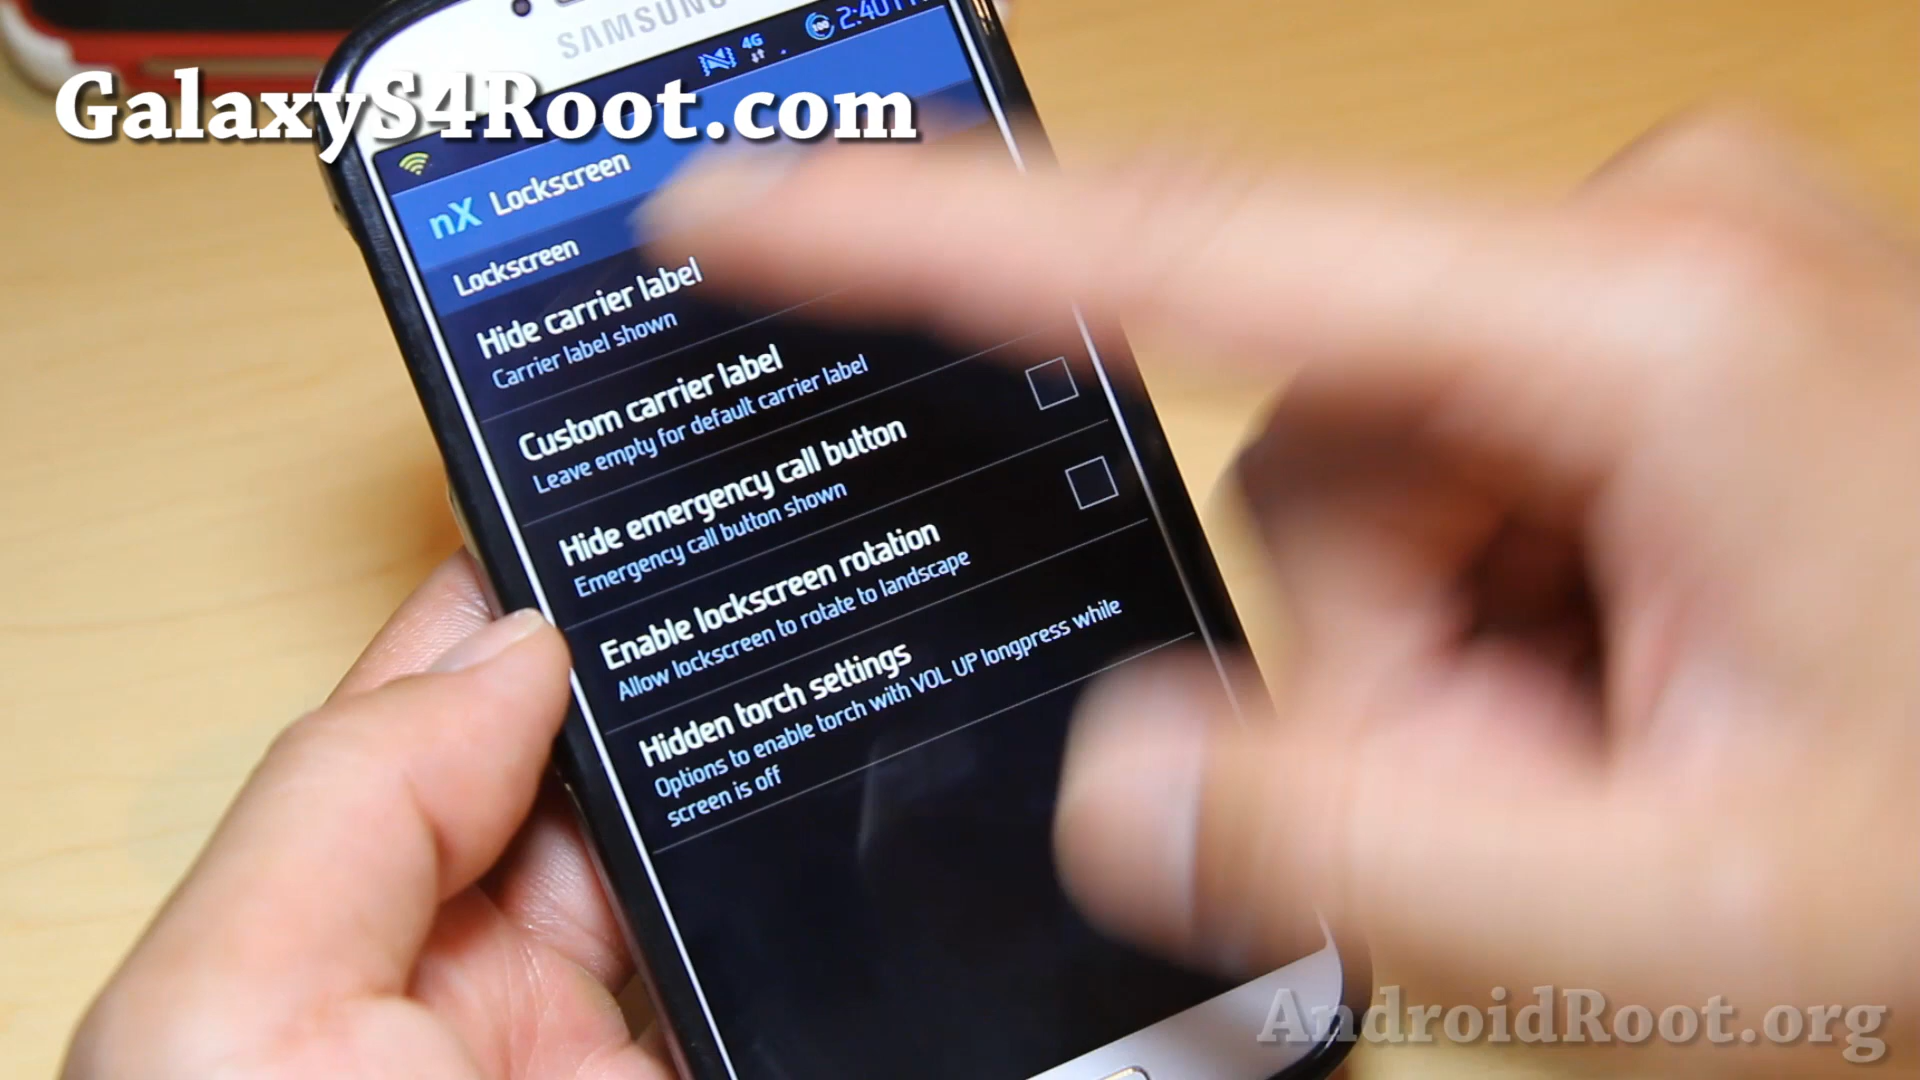 SAMSUNG
4G
100
2:40
GalaxyS4Root.com
nX Lockscreen
Lockscreen
Hide carrier label
Carrier label shown
Custom carrier label
Leave empty for default carrier label
Hide emergency call button
Emergency call button shown
Enable lockscreen rotation
Allow lockscreen to rotate to landscape
Hidden torch settings
Options to enable torch with VOL UP longpress while
screen is off
AndroidRoot.org